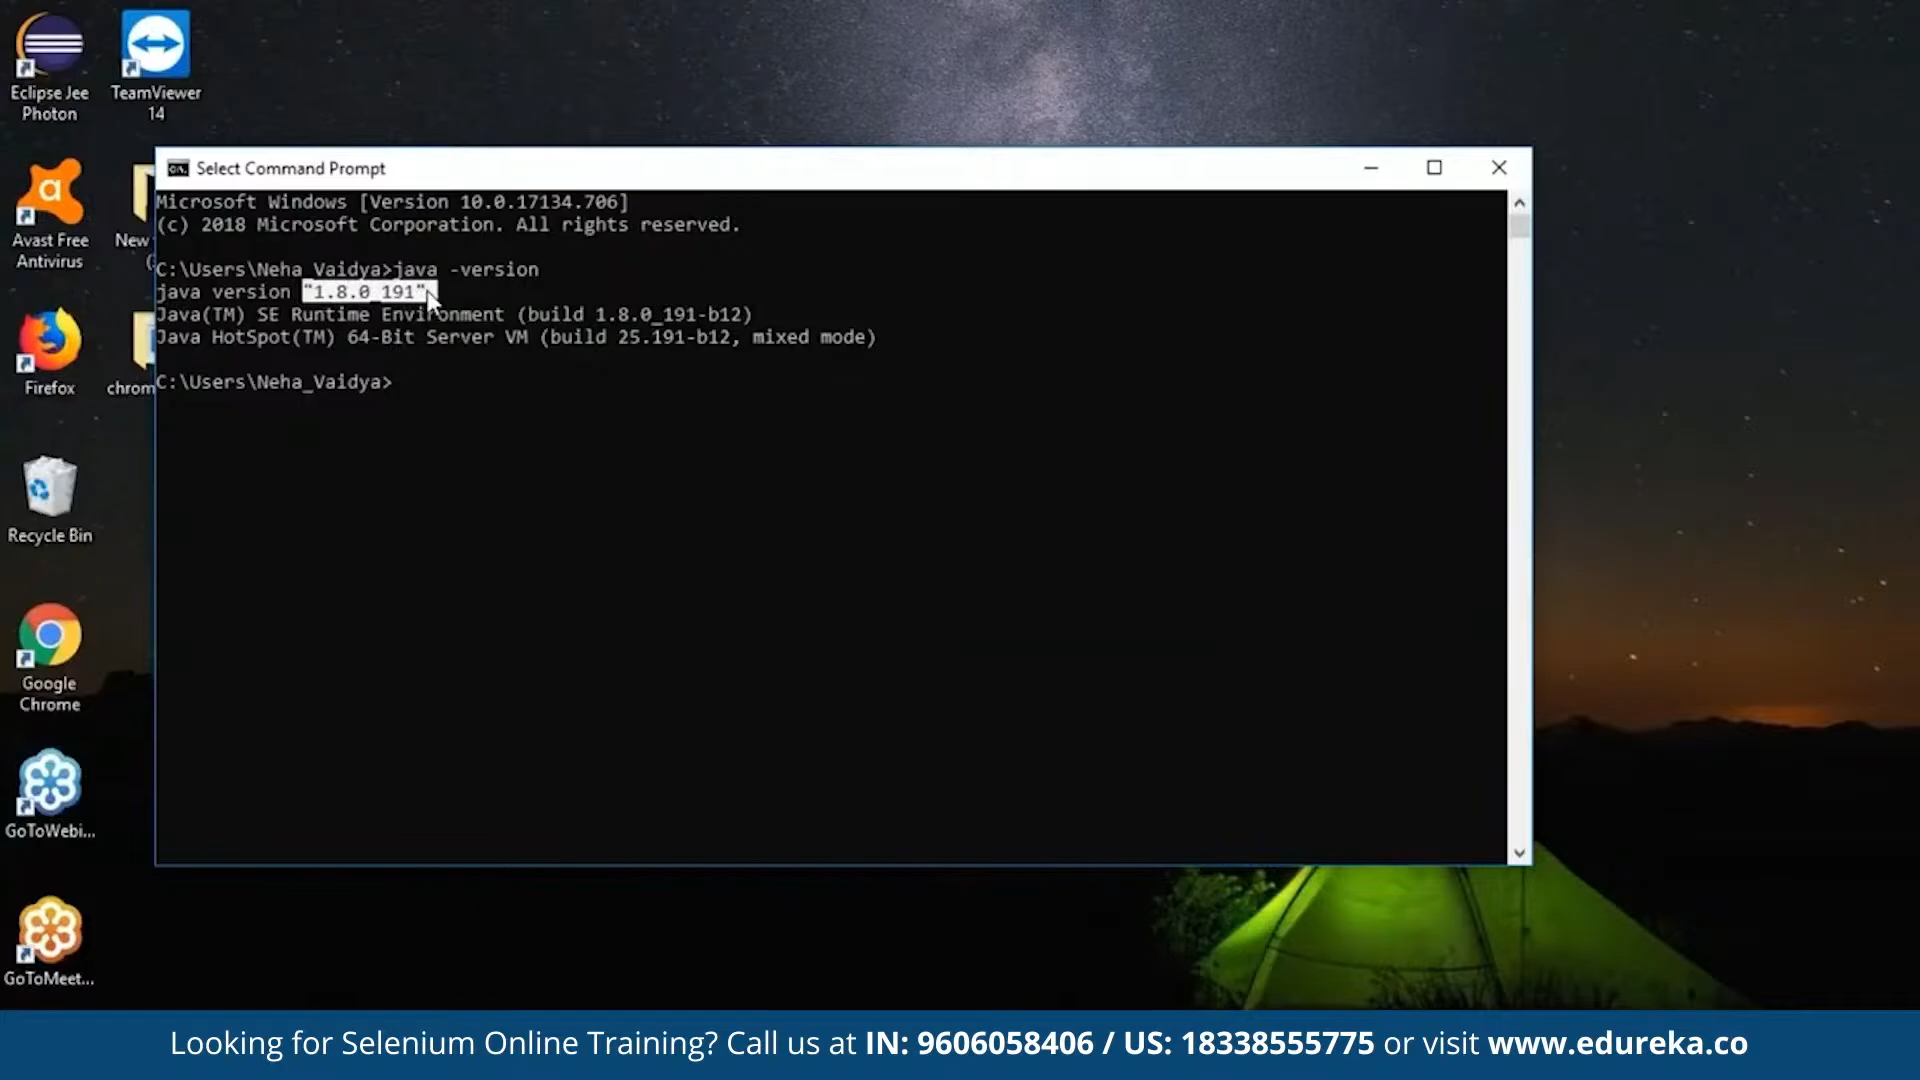 Eclipse Jee
Photon
TeamViewer
14
Avast Free
Antivirus
New
Firefox
chrom
Recycle Bin
Google
Chrome
GoToWebi...
GoToMeet...
Select Command Prompt
Microsoft Windows [Version 10.0.17134.706]
(c) 2018 Microsoft Corporation. All rights reserved.
C:\Users\Neha_Vaidya>java -version
java version "1.8.0_191"
Java(TM) SE Runtime Environment (build 1.8.0_191-b12)
Java HotSpot(TM) 64-Bit Server VM (build 25.191-b12, mixed mode)
C:\Users\Neha_Vaidya>
Looking for Selenium Online Training? Call us at IN: 9606058406 / US: 18338555775 or visit www.edureka.co